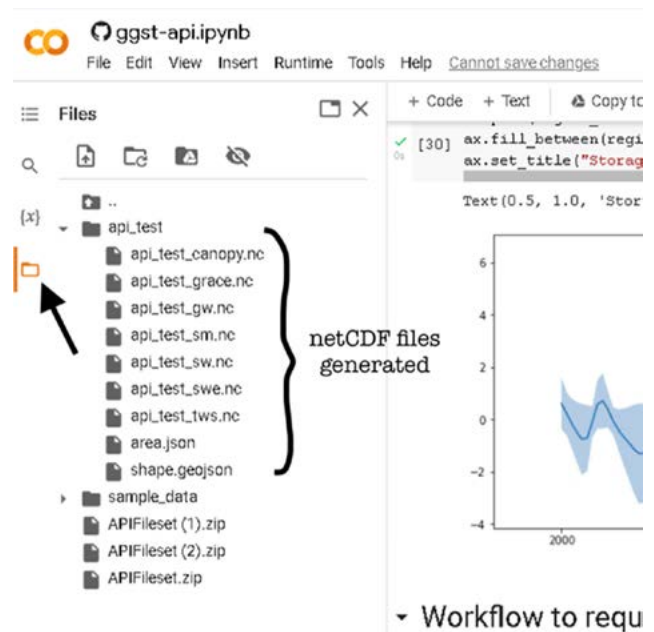 ggst-api.ipynb
File Edit View Insert Runtime Tools Help Cannot save changes
Files
+ Code + Text Copy to
..
{x}
api_test
api_test_canopy.nc
api_test_grace.nc
api_test_gw.nc
api_test_sm.nc
api_test_sw.nc
api_test_swe.nc
api_test_tws.nc
area.json
shape.geojson
sample_data
APIFileset (1).zip
APIFileset (2).zip
APIFileset.zip
netCDF files
generated
[30] ax.fill_between(regi
0s ax.set_title("Storag
Text(0.5, 1.0, 'Stor
6
4
2
0
−2
−4
2000
Workflow to requ